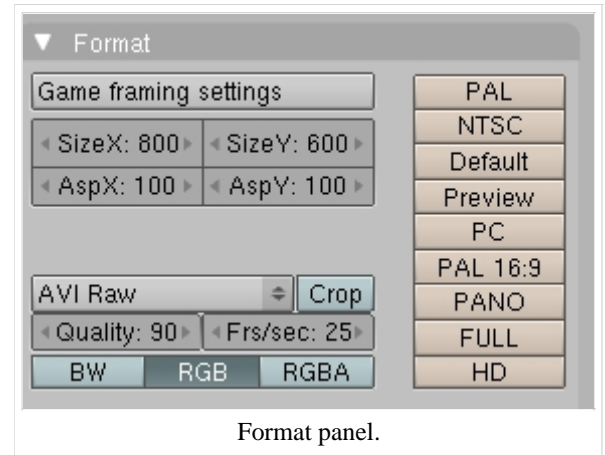 Format
Game framing settings
SizeX: 800 SizeY: 600
AspX: 100 AspY: 100
AVI Raw Crop
Quality: 90 Frs/sec: 25
BW RGB RGBA
PAL
NTSC
Default
Preview
PC
PAL 16:9
PANO
FULL
HD
Format panel.